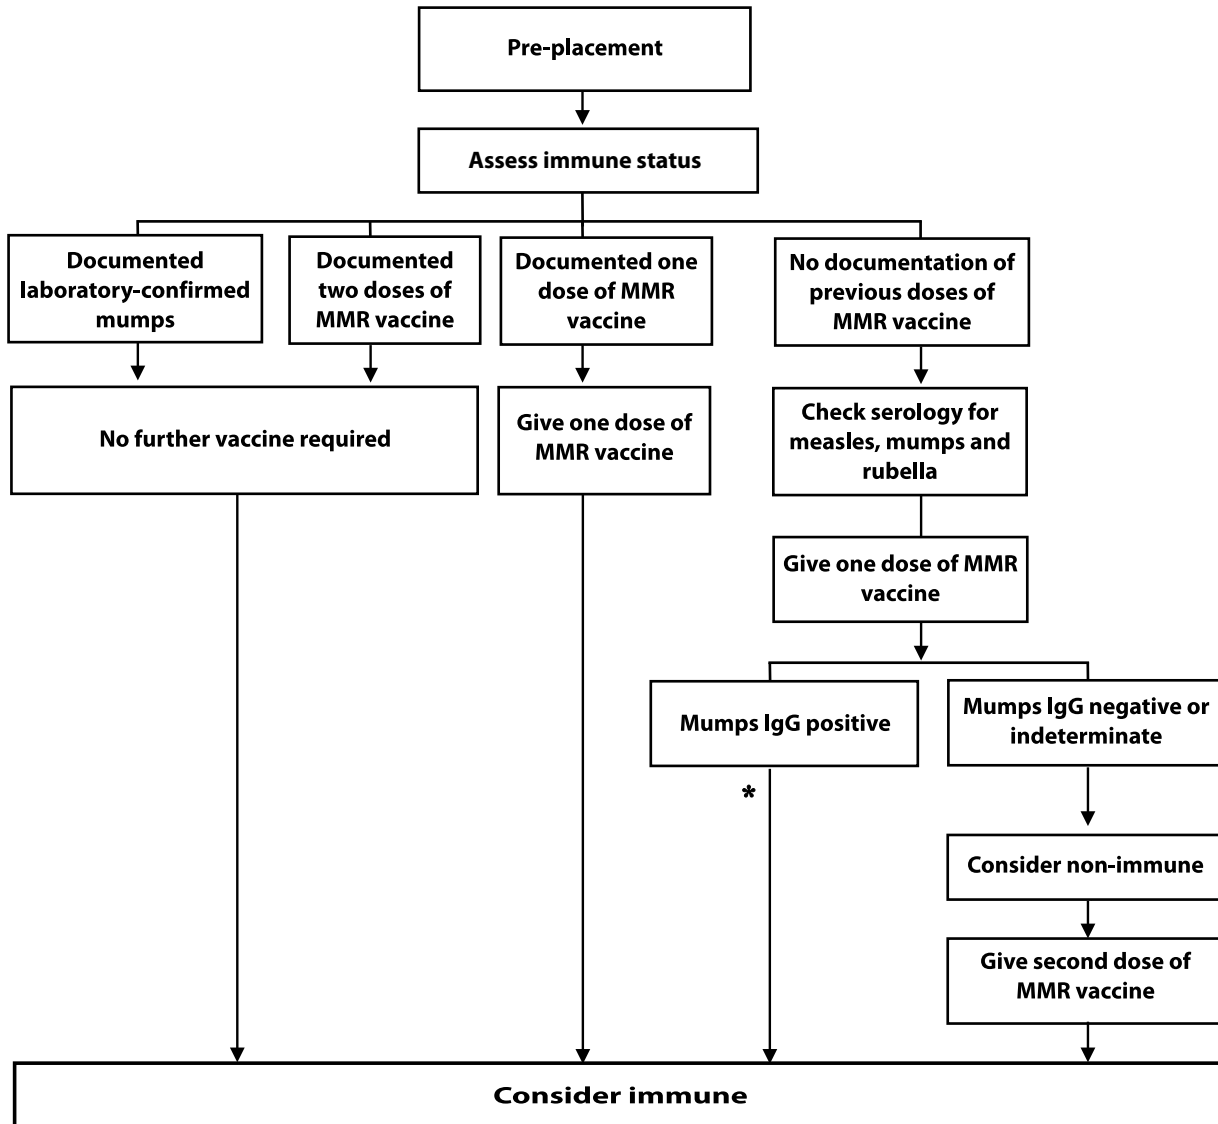 Pre-placement
Assess immune status
Documented
laboratory-confirmed
mumps
Documented
two doses of
MMR vaccine
Documented one
dose of MMR
vaccine
No documentation of
previous doses of
MMR vaccine
No further vaccine required
Give one dose of
MMR vaccine
Check serology for
measles, mumps and
rubella
Give one dose of MMR
vaccine
Mumps IgG positive
Mumps IgG negative or
indeterminate
*
Consider non-immune
Give second dose of
MMR vaccine
Consider immune